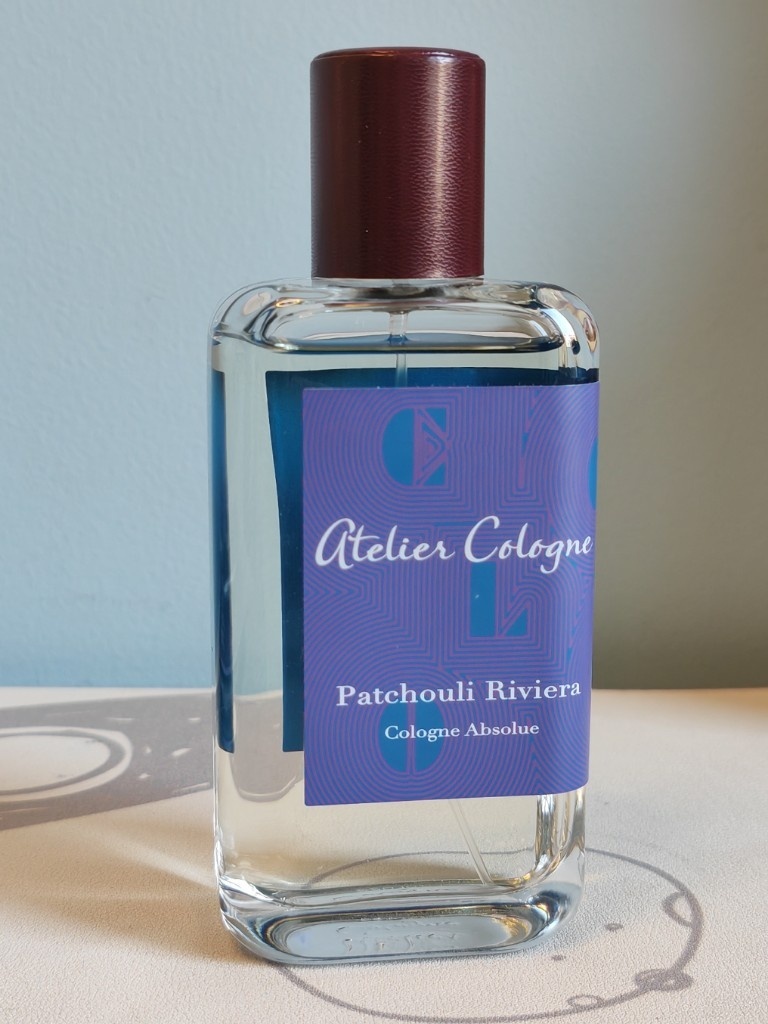 Atelier Cologne
Patchouli Riviera
Cologne Absolue